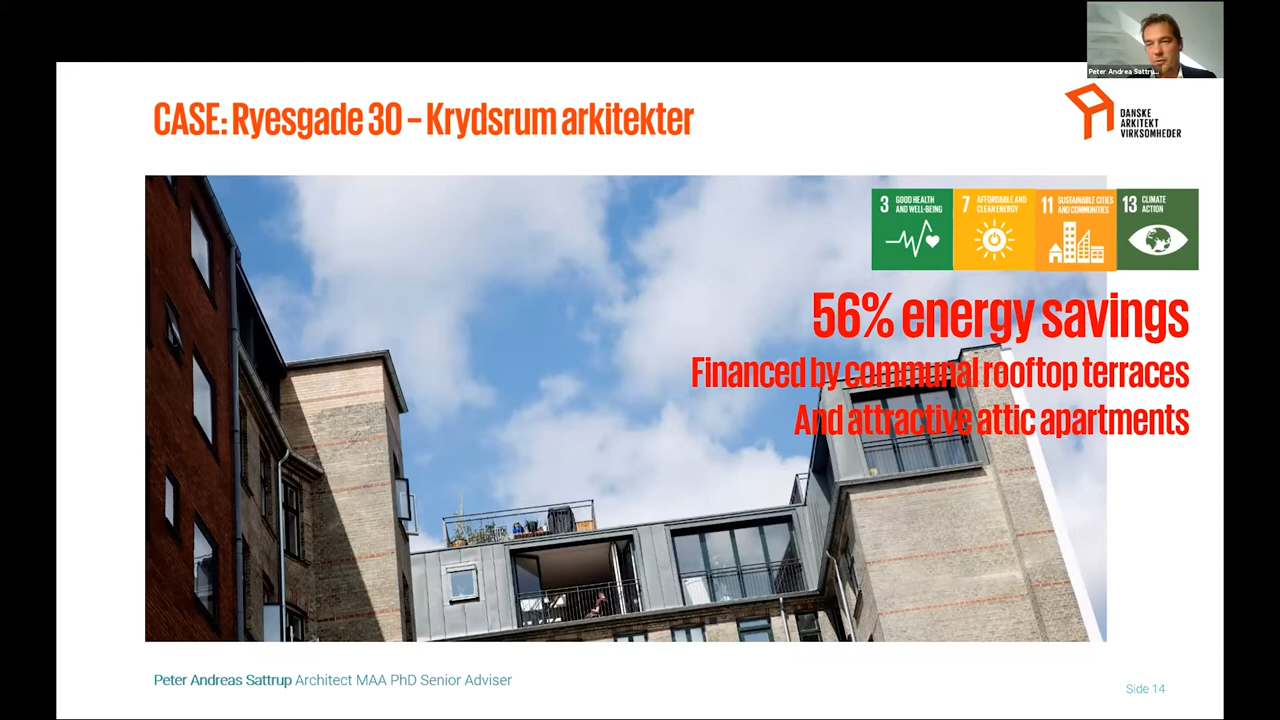 Peter Andrea Sattru...
CASE: Ryesgade 30 – Krydsrum arkitekter
DANSKE
ARKITEKT
VIRKSOMHEDER
3 GOOD HEALTH
AND WELL-BEING
7 AFFORDABLE AND
CLEAN ENERGY
11 SUSTAINABLE CITIES
AND COMMUNITIES
13 CLIMATE
ACTION
56% energy savings
Financed by communal rooftop terraces
And attractive attic apartments
Peter Andreas Sattrup Architect MAA PhD Senior Adviser
Side 14